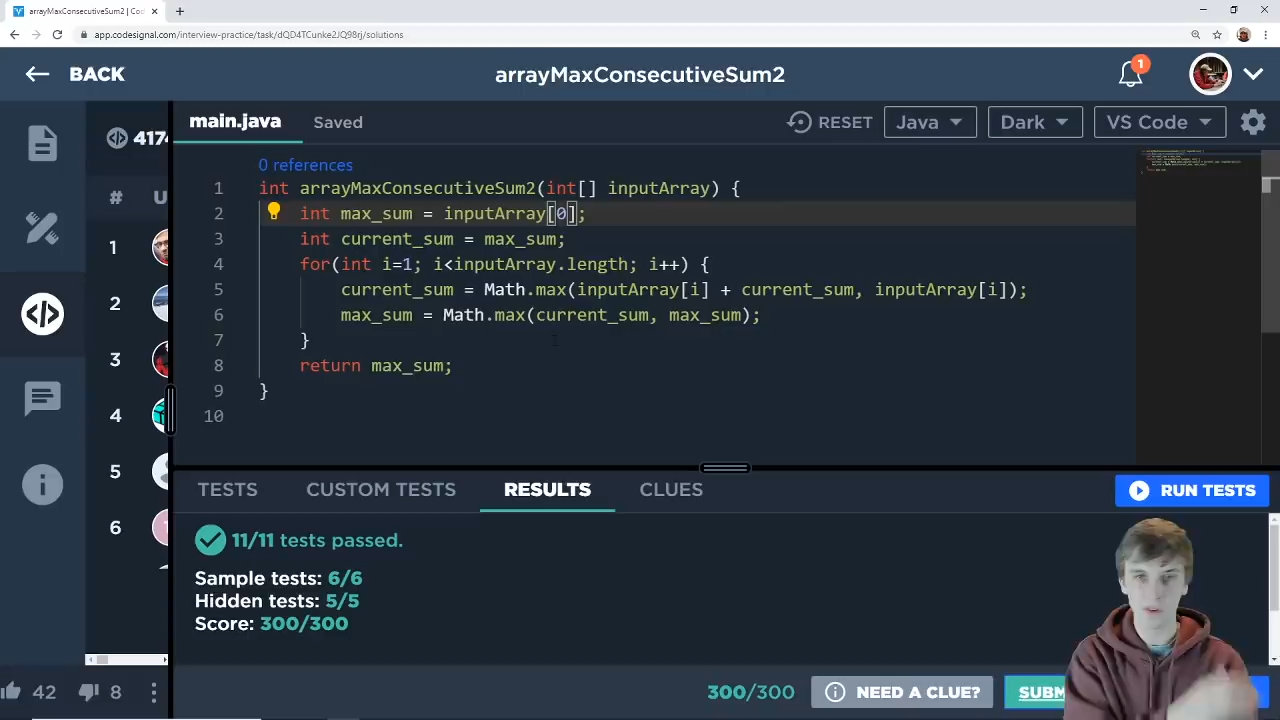 arrayMaxConsecutiveSum2 | Cod
app.codesignal.com/interview-practice/task/dQD4TCunke2JQ98rj/solutions
BACK
arrayMaxConsecutiveSum2
1
4174
main.java
Saved
RESET
Java
Dark
VS Code
# U
1
2
3
4
5
6
0 references
1 int arrayMaxConsecutiveSum2(int[] inputArray) {
2 int max_sum = inputArray[0];
3 int current_sum = max_sum;
4 for(int i=1; i<inputArray.length; i++) {
5 current_sum = Math.max(inputArray[i] + current_sum, inputArray[i]);
6 max_sum = Math.max(current_sum, max_sum);
7 }
8 return max_sum;
9 }
10
TESTS
CUSTOM TESTS
RESULTS
CLUES
RUN TESTS
11/11 tests passed.
Sample tests: 6/6
Hidden tests: 5/5
Score: 300/300
42
8
300/300
NEED A CLUE?
SUBM